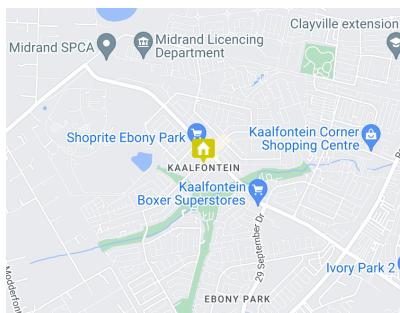 Clayville extension
Midrand SPCA
Midrand Licencing
Department
Shoprite Ebony Park
Kaalfontein Corner
Shopping Centre
KAALFONTEIN
Kaalfontein
Boxer Superstores
29 September Dr
Modderfont
Ivory Park 2
EBONY PARK